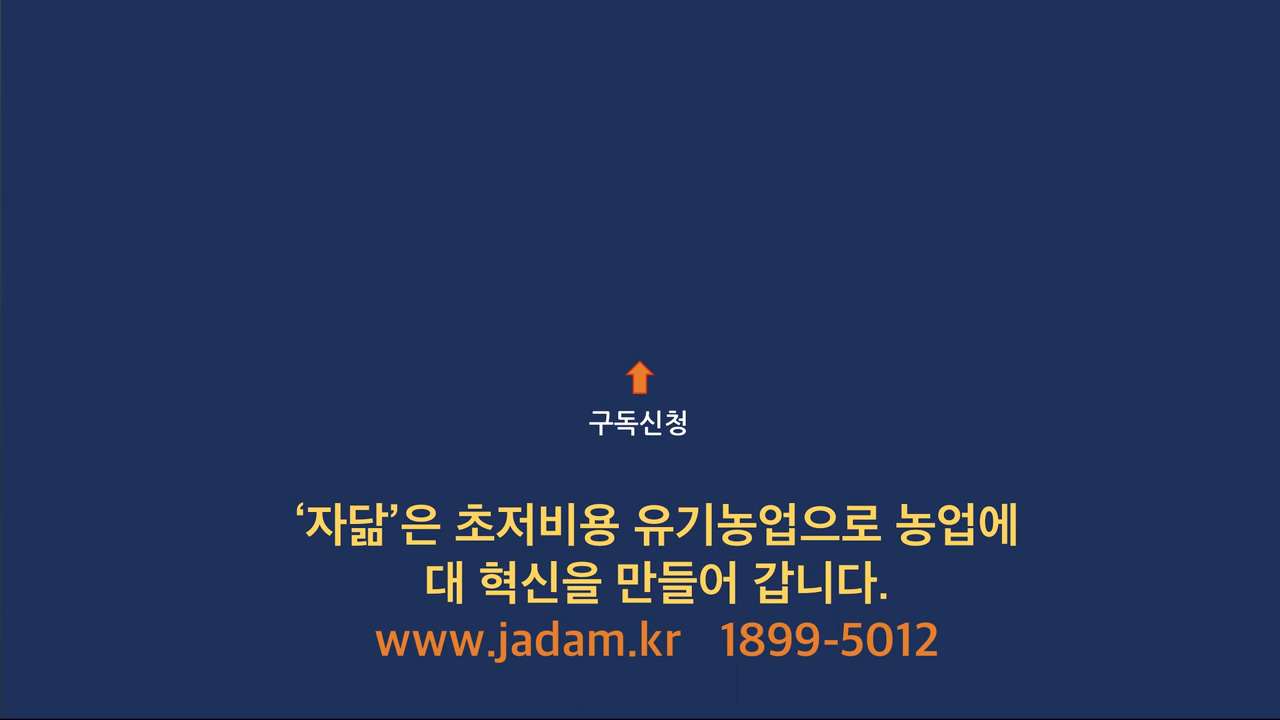 구독신청
‘자닮’은 초저비용 유기농업으로 농업에
대 혁신을 만들어 갑니다.
www.jadam.kr 1899-5012